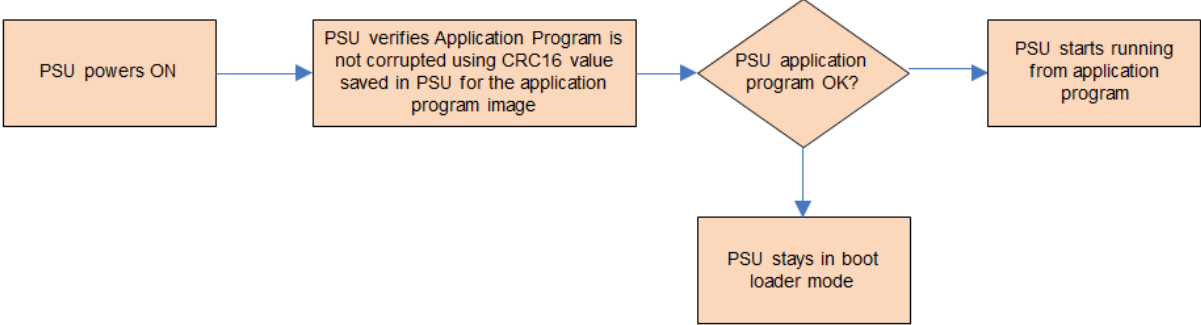 PSU powers ON
PSU verifies Application Program is
not corrupted using CRC16 value
saved in PSU for the application
program image
PSU application
program OK?
PSU starts running
from application
program
PSU stays in boot
loader mode